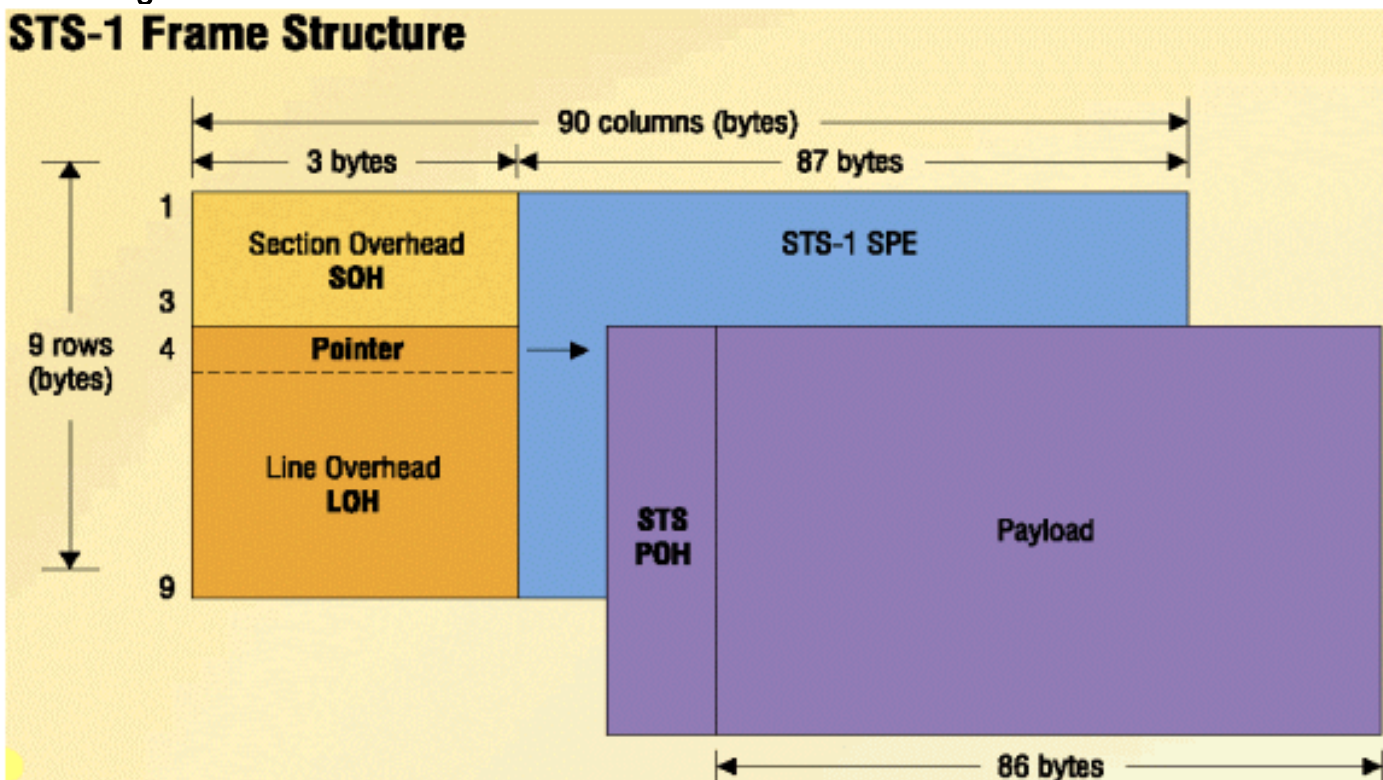 STS-1 Frame Structure
90 columns (bytes)
3 bytes
87 bytes
1
Section Overhead
SOH
STS-1 SPE
3
9 rows
(bytes)
4
Pointer
Line Overhead
LOH
9
STS
POH
Payload
86 bytes